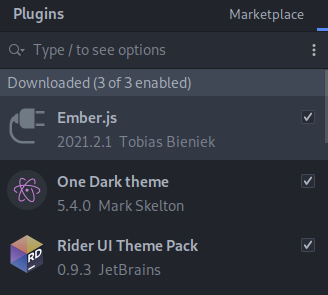 Plugins
Marketplace
Type / to see options
Downloaded (3 of 3 enabled)
Ember.js
2021.2.1 Tobias Bieniek
One Dark theme
5.4.0 Mark Skelton
RD
Rider UI Theme Pack
0.9.3 JetBrains